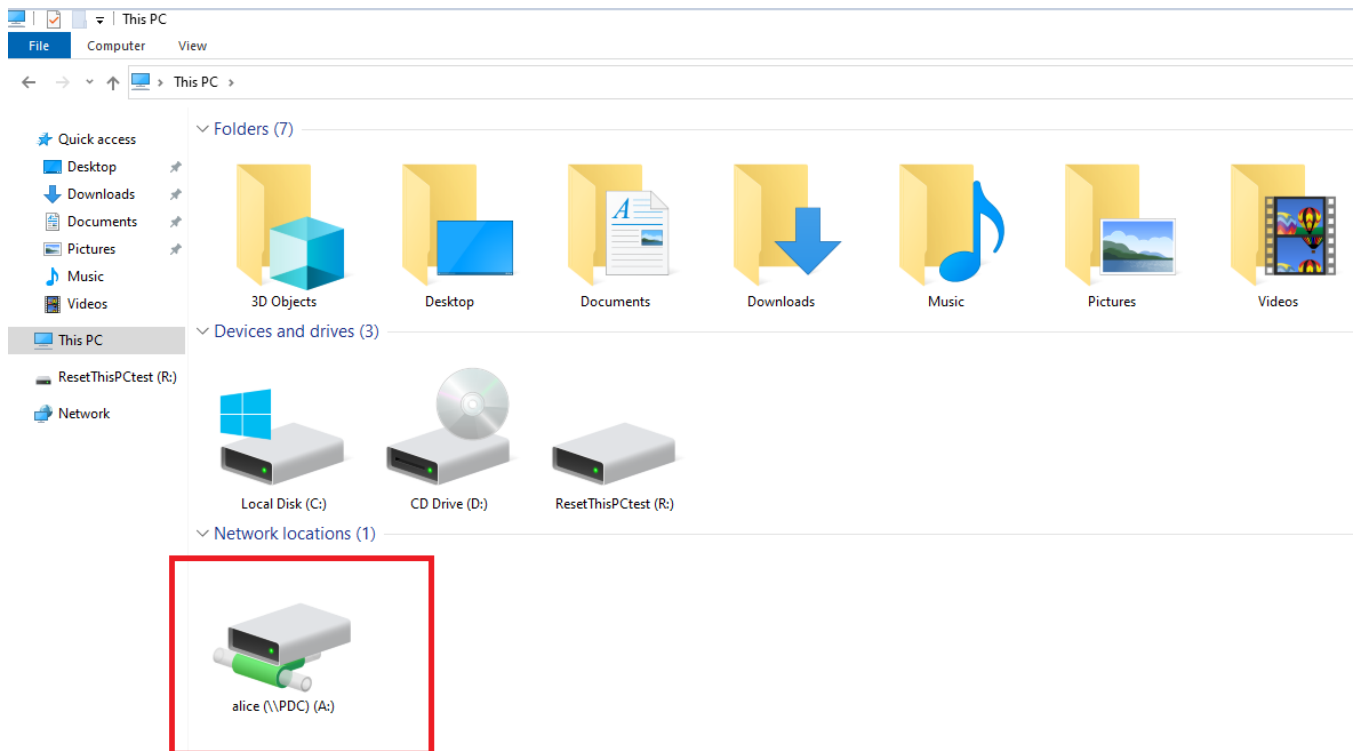 This PC
File Computer View
This PC
Quick access
Desktop
Downloads
Documents
Pictures
Music
Videos
This PC
ResetThisPCtest (R:)
Network
Folders (7)
3D Objects Desktop Documents Downloads Music Pictures Videos
Devices and drives (3)
Local Disk (C:) CD Drive (D:) ResetThisPCtest (R:)
Network locations (1)
alice (\\PDC) (A:)